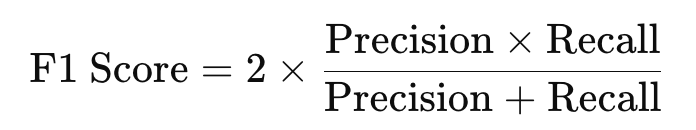 F1 Score = 2 × Precision × Recall
Precision + Recall